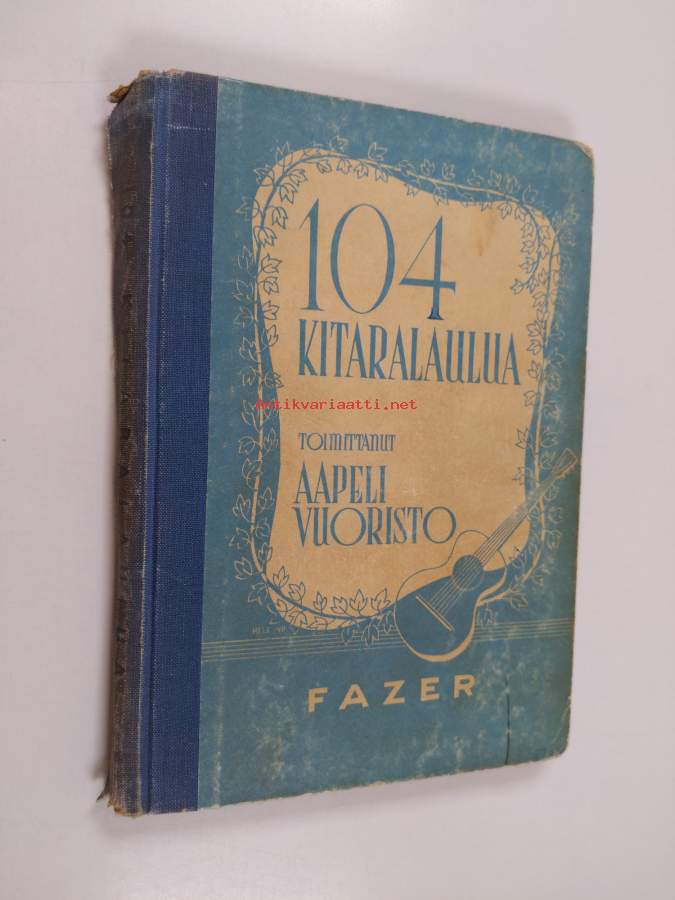 104
KITARALAULUA
antikvariaatti.net
TOIMITTANUT
AAPELI
VUORISTO
FAZER